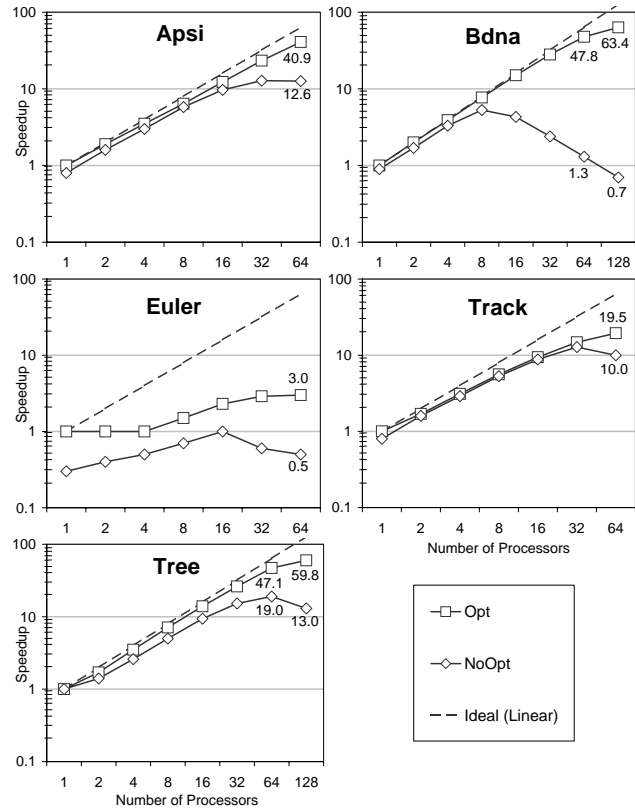 Apsi
Speedup
100
10
1
0.1
40.9
12.6
1 2 4 8 16 32 64
Bdna
100
10
1
0.1
47.8
63.4
1.3
0.7
1 2 4 8 16 32 64 128
Euler
Speedup
100
10
1
0.1
3.0
0.5
1 2 4 8 16 32 64
Track
100
10
1
0.1
19.5
10.0
1 2 4 8 16 32 64
Number of Processors
Tree
Speedup
100
10
1
0.1
47.1
59.8
19.0
13.0
1 2 4 8 16 32 64 128
Number of Processors
Opt
NoOpt
Ideal (Linear)